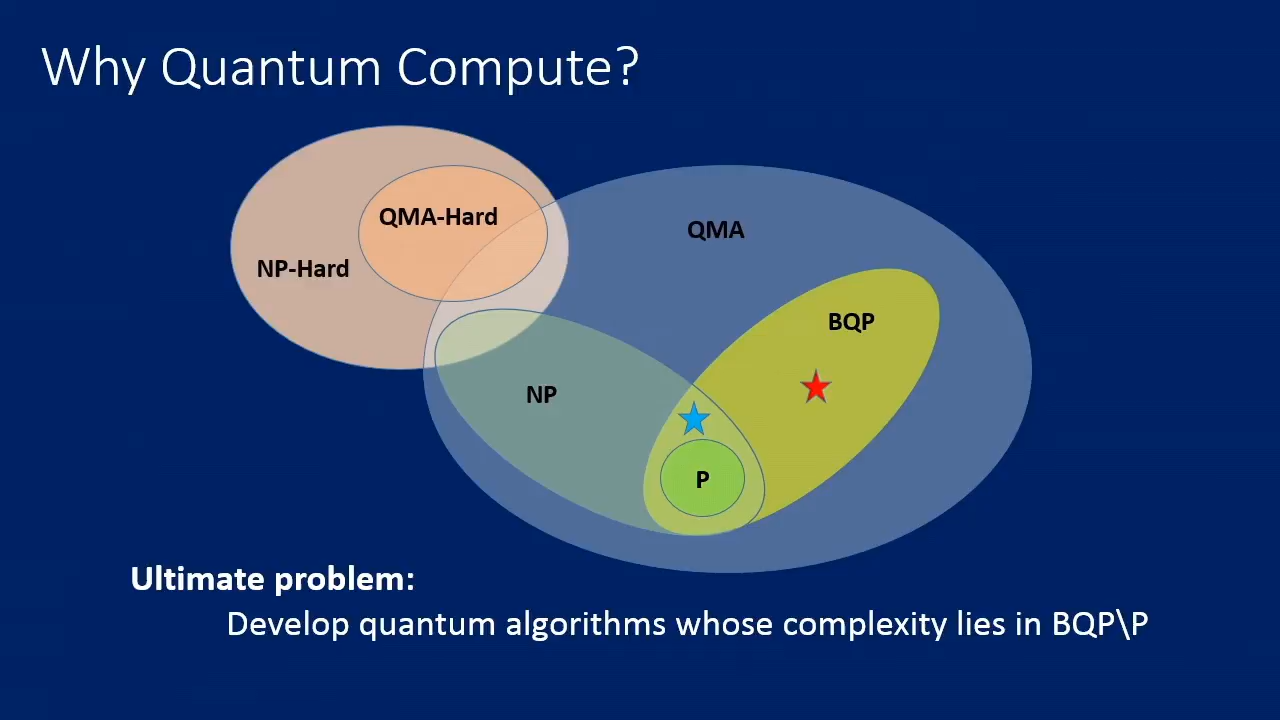 Why Quantum Compute?
QMA-Hard
QMA
NP-Hard
BQP
NP
P
Ultimate problem:
Develop quantum algorithms whose complexity lies in BQP\P